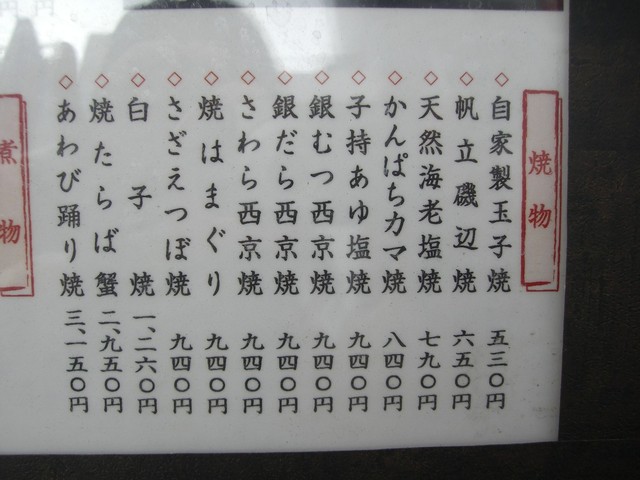 焼物
◇自家製玉子焼 五三〇円
◇帆立磯辺焼 六五〇円
◇天然海老塩焼 七九〇円
◇かんぱちカマ焼 八四〇円
◇子持あゆ塩焼 九四〇円
◇銀むつ西京焼 九四〇円
◇銀だら西京焼 九四〇円
◇さわら西京焼 九四〇円
◇焼はまぐり 九四〇円
◇さざえつぼ焼 九四〇円
◇白子焼 一、二六〇円
◇焼たらば蟹 二、九五〇円
◇あわび踊り焼 三、一五〇円
煮物